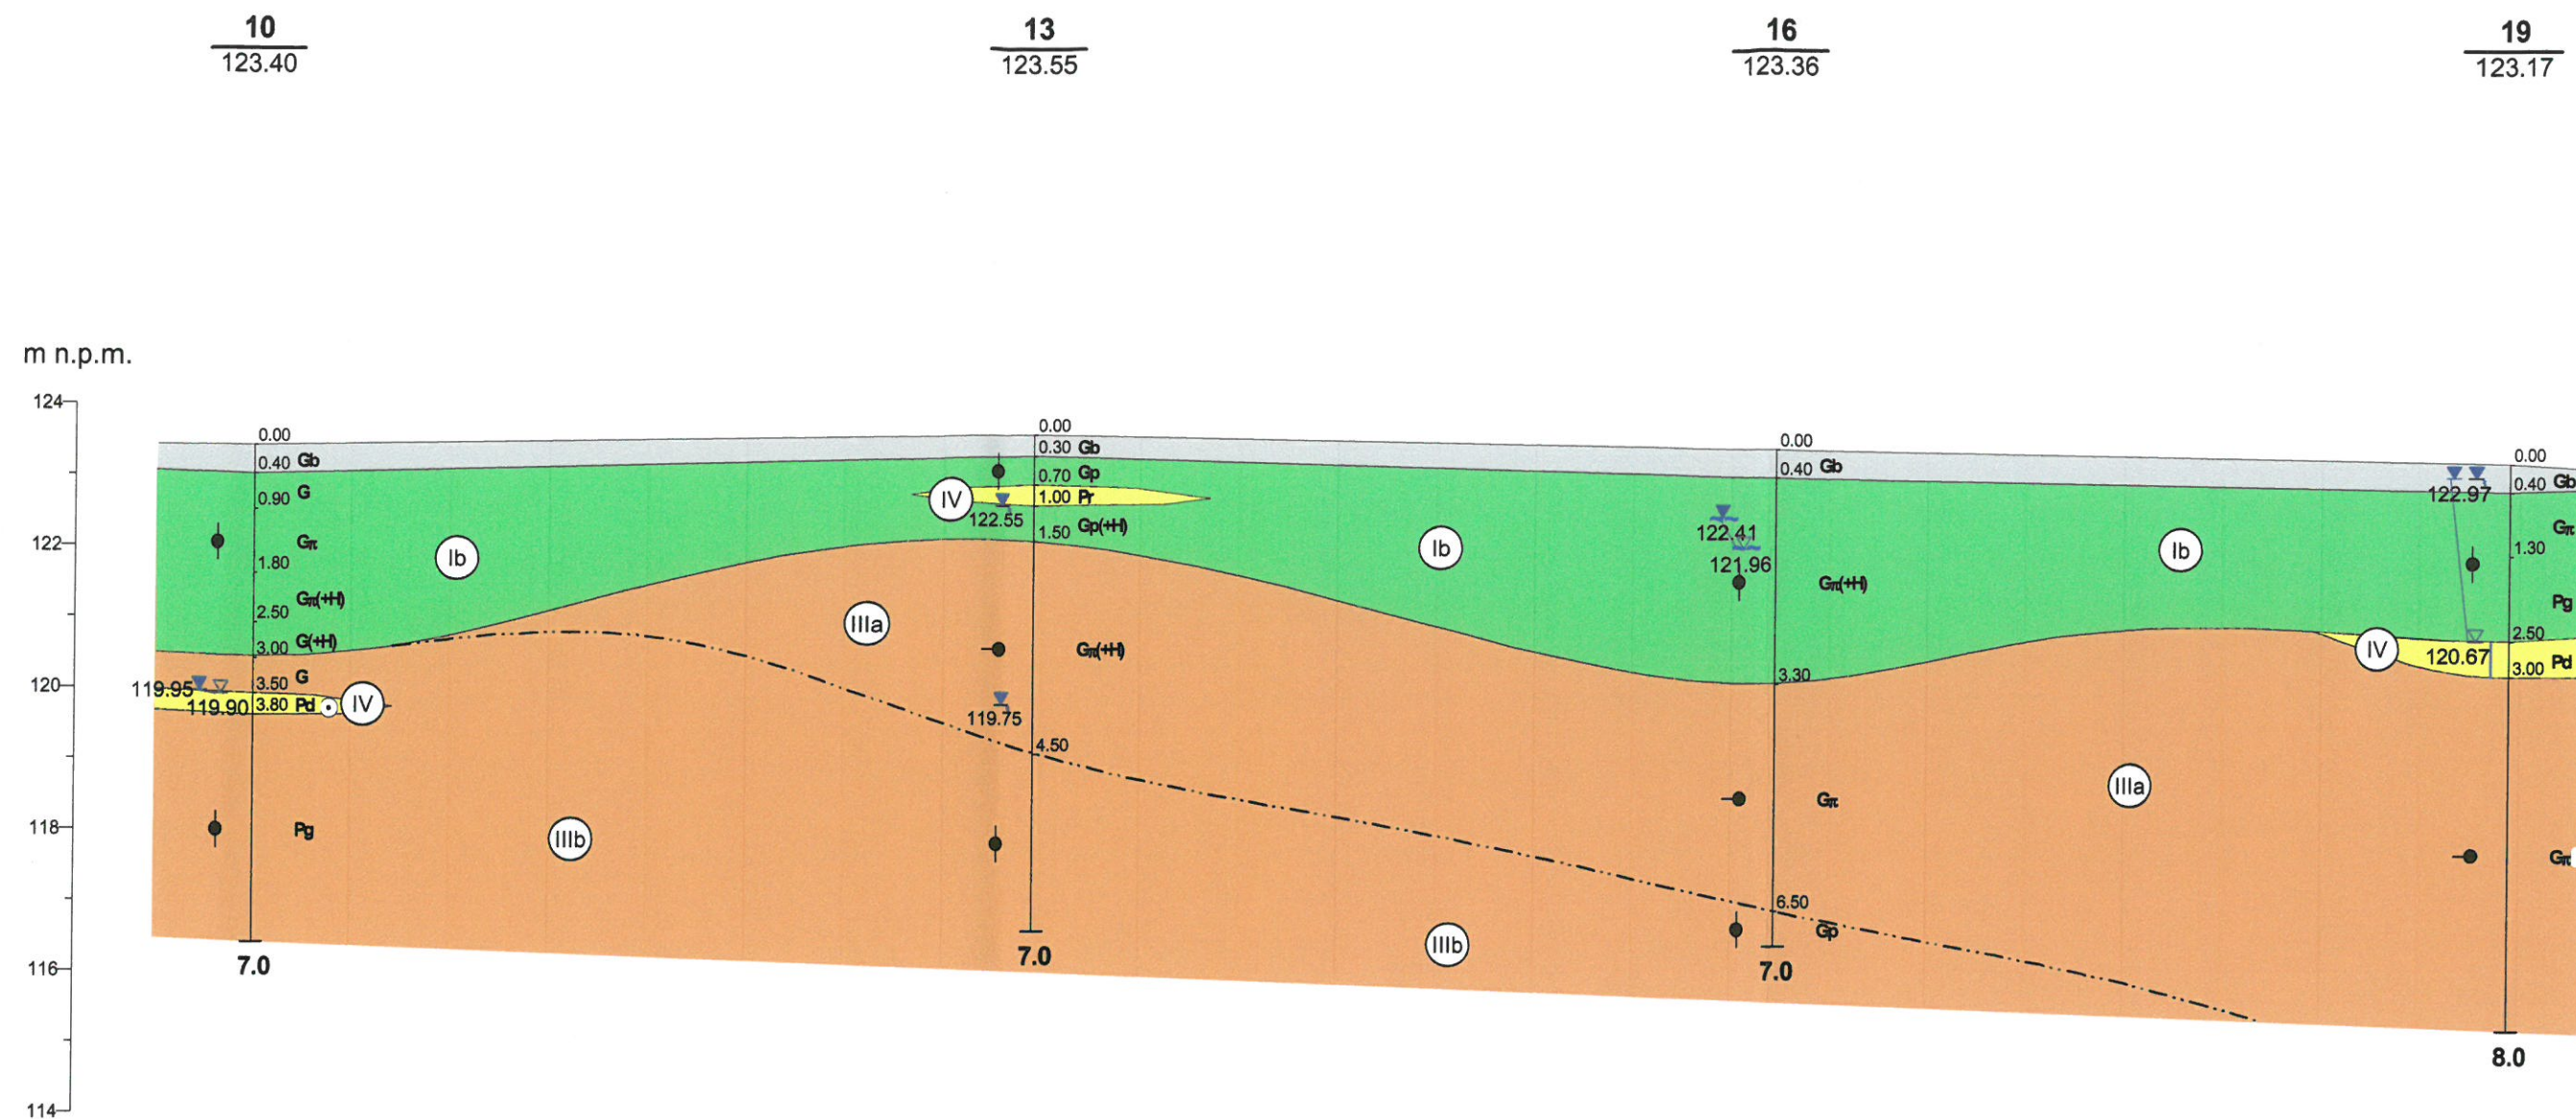 10
123.40
13
123.55
16
123.36
19
123.17
m n.p.m.
124
122
120
118
116
114
0.00
0.40 Gb
0.90 G
Gπ
1.80
Gπ(+H)
2.50
3.00 G(+H)
3.50 G
3.80 Pd
119.95
119.90
Pg
7.0
Ib
IV
IIIb
0.00
0.30 Gb
0.70 Gp
1.00 Pr
Gp(+H)
1.50
IV
122.55
IIIa
Gπ(+H)
119.75
4.50
7.0
Ib
IIIb
0.00
0.40 Gb
122.41
121.96
Gπ(+H)
3.30
Gπ
6.50
Gp
7.0
Ib
IIIa
0.00
0.40 Gb
122.97
Gπ
1.30
Pg
2.50
IV
120.67
3.00 Pd
Gπ
8.0